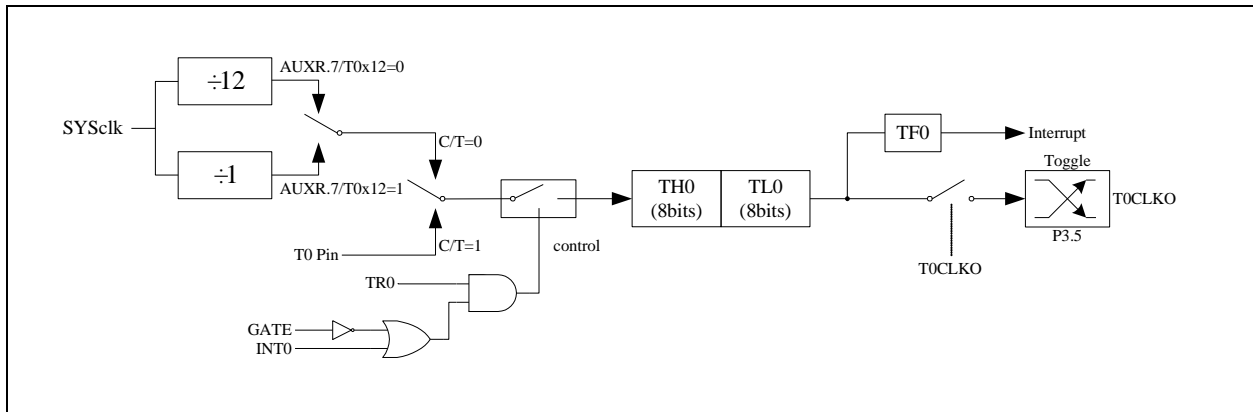 ÷12
AUXR.7/T0x12=0
SYSclk
÷1
AUXR.7/T0x12=1
C/T=0
C/T=1
T0 Pin
control
TR0
GATE
INT0
TH0
(8bits)
TL0
(8bits)
TF0
Interrupt
Toggle
T0CLKO
P3.5
T0CLKO